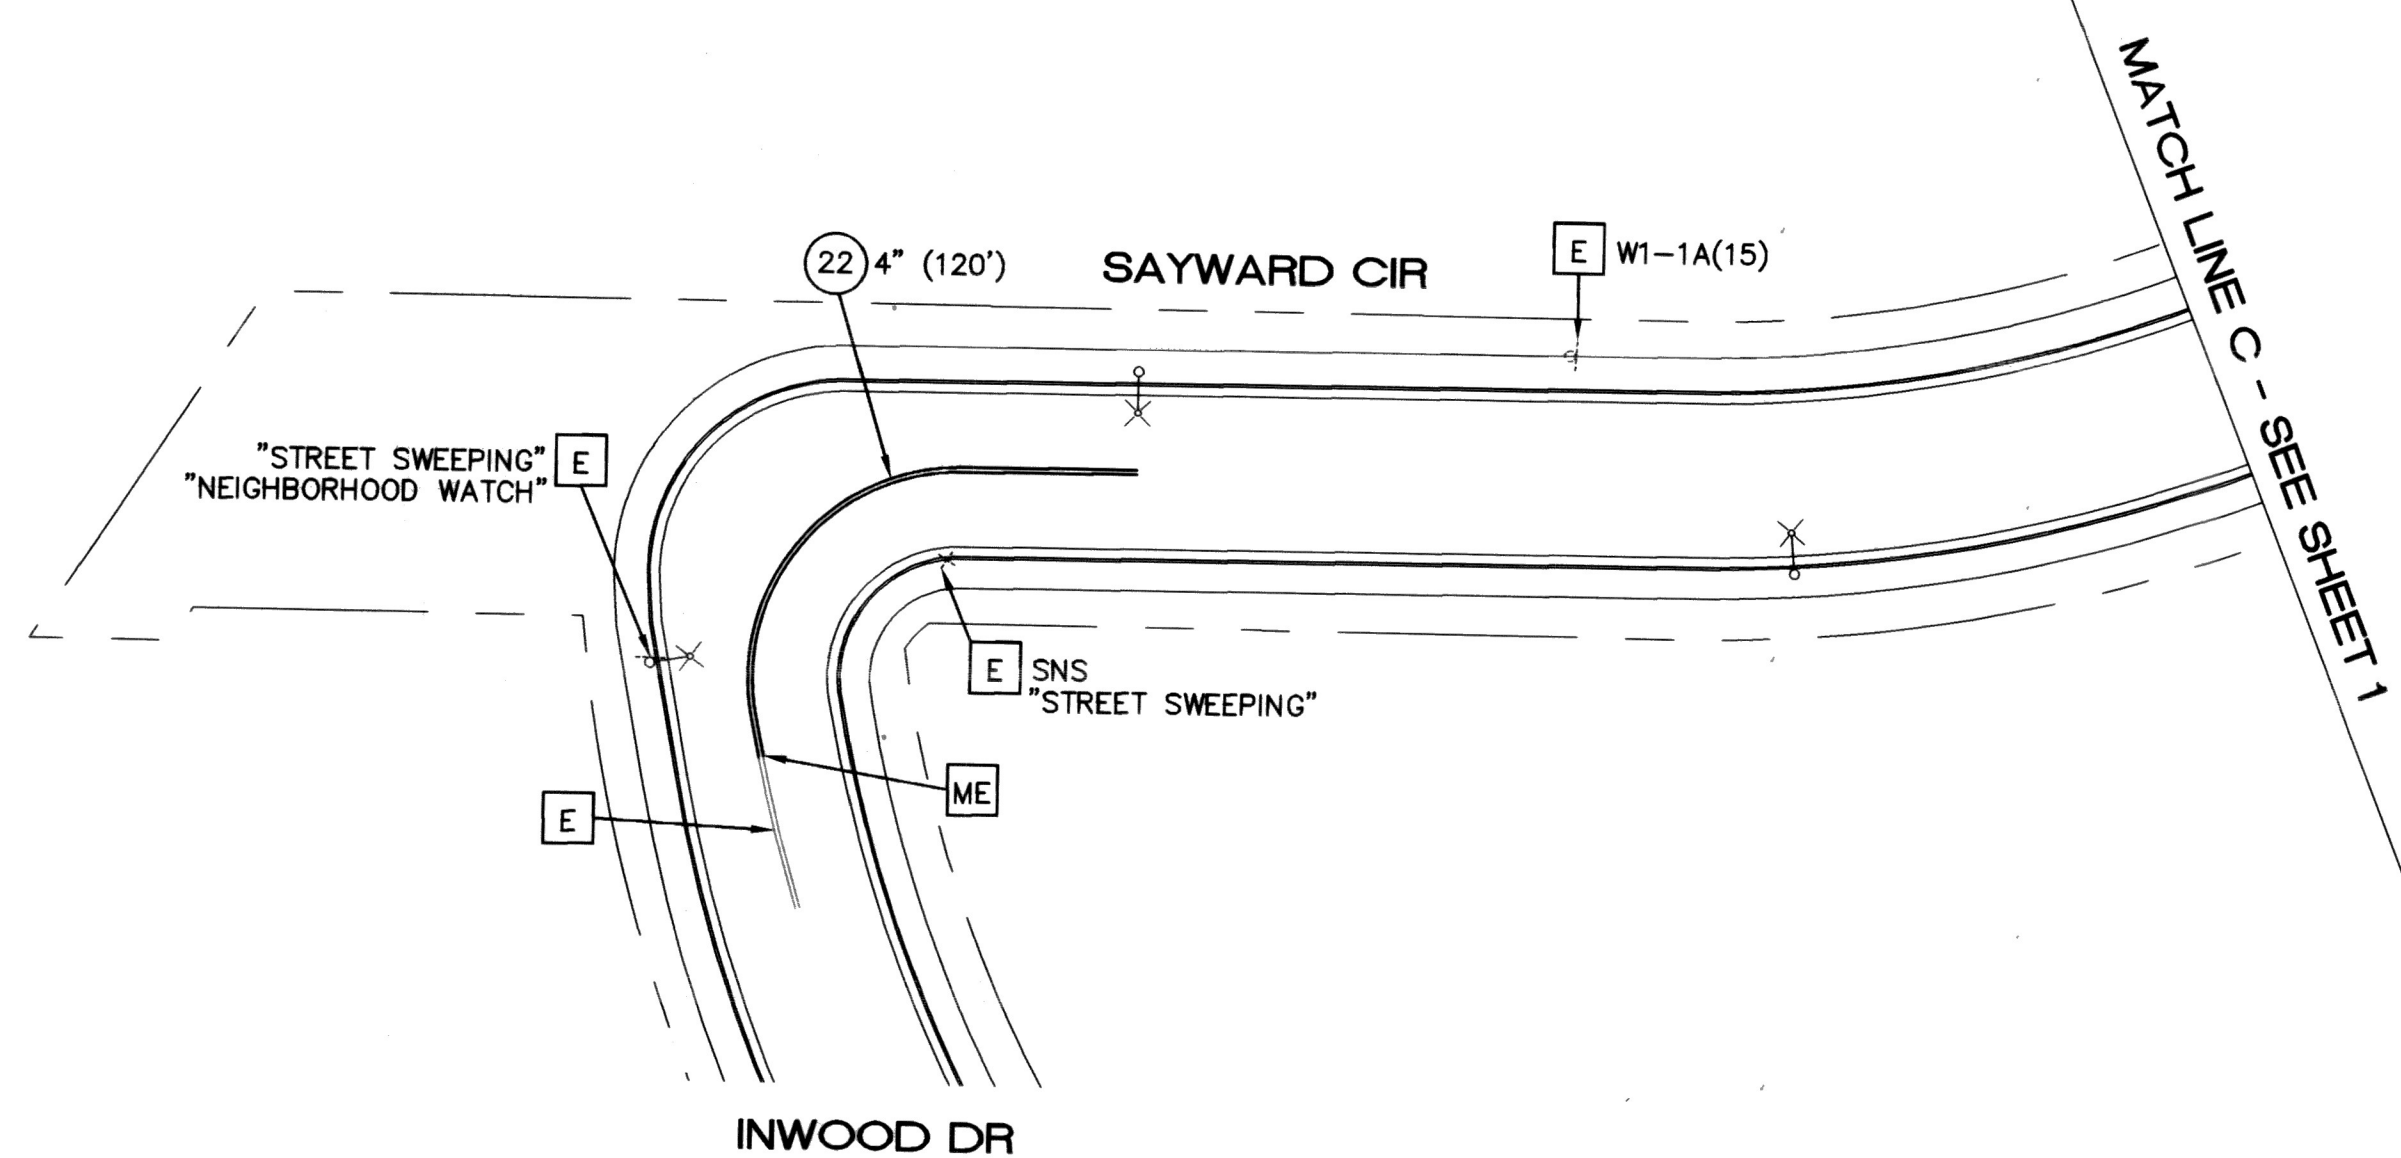 MATCH LINE C - SEE SHEET 1
22 4" (120')
SAYWARD CIR
E W1-1A(15)
"STREET SWEEPING" E
"NEIGHBORHOOD WATCH"
E SNS
"STREET SWEEPING"
ME
E
INWOOD DR